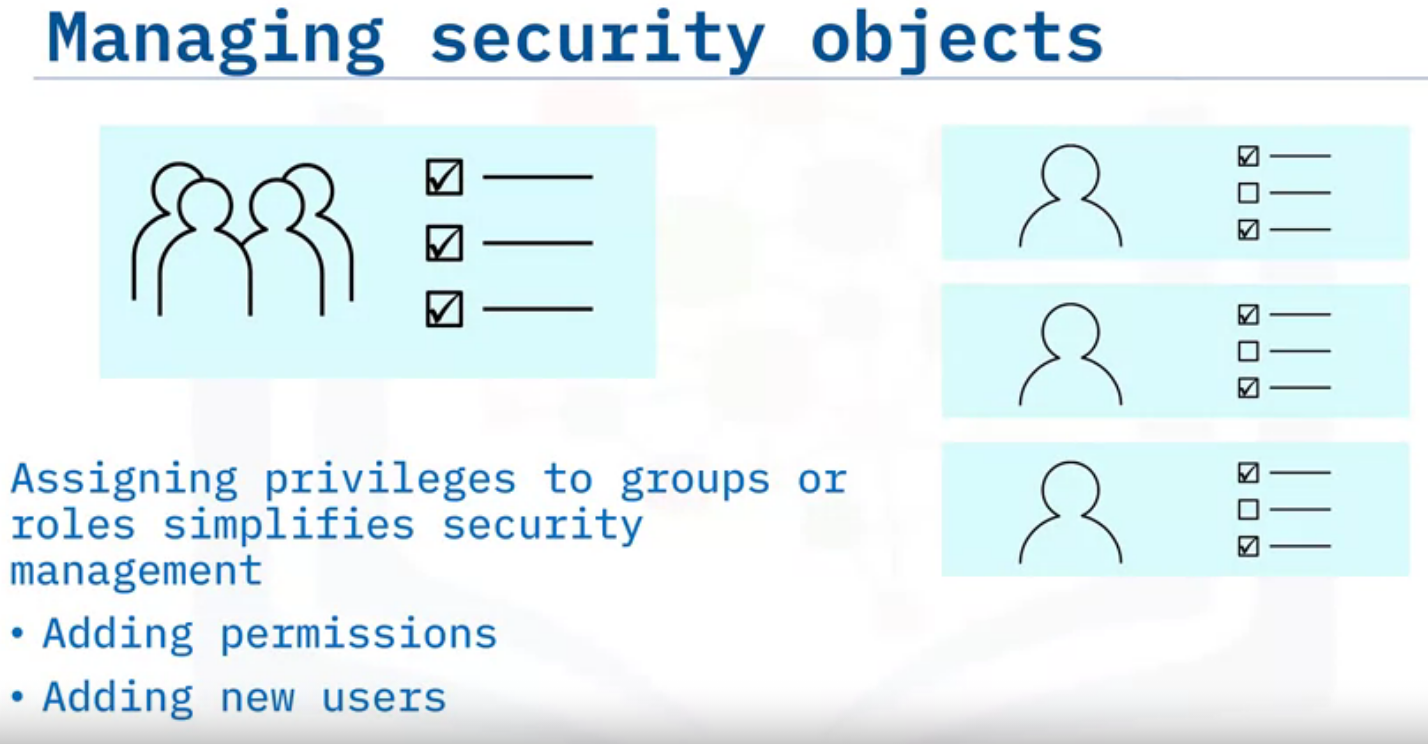 Managing security objects
Assigning privileges to groups or
roles simplifies security
management
• Adding permissions
• Adding new users